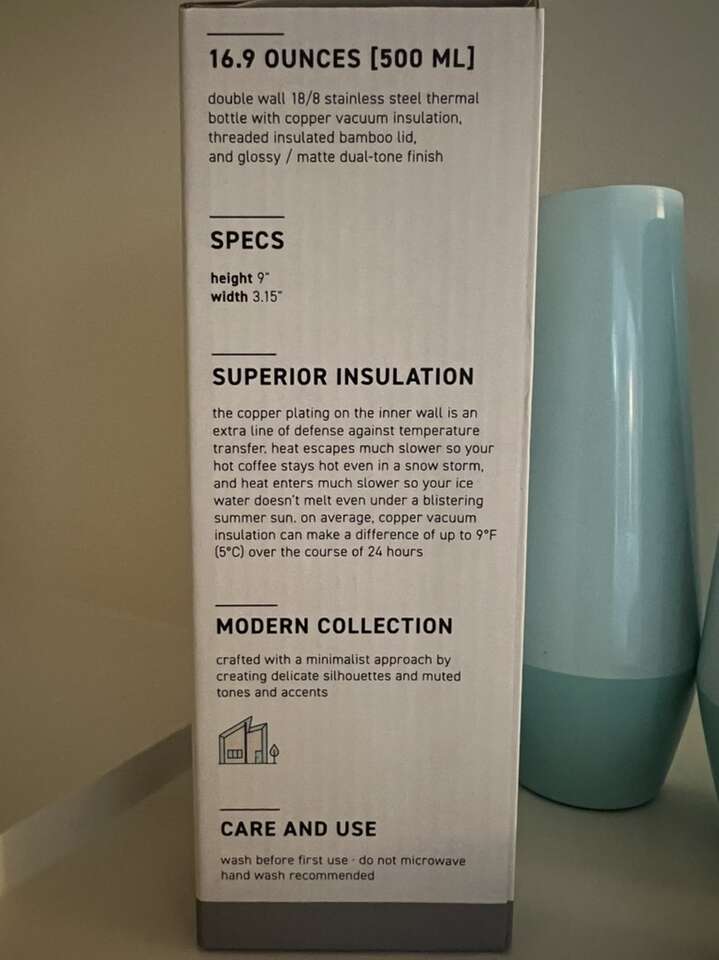 16.9 OUNCES [500 ML]
double wall 18/8 stainless steel thermal
bottle with copper vacuum insulation,
threaded insulated bamboo lid,
and glossy / matte dual-tone finish
SPECS
height 9"
width 3.15"
SUPERIOR INSULATION
the copper plating on the inner wall is an
extra line of defense against temperature
transfer. heat escapes much slower so your
hot coffee stays hot even in a snow storm,
and heat enters much slower so your ice
water doesn't melt even under a blistering
summer sun. on average, copper vacuum
insulation can make a difference of up to 9°F
(5°C) over the course of 24 hours
MODERN COLLECTION
crafted with a minimalist approach by
creating delicate silhouettes and muted
tones and accents
CARE AND USE
wash before first use · do not microwave
hand wash recommended